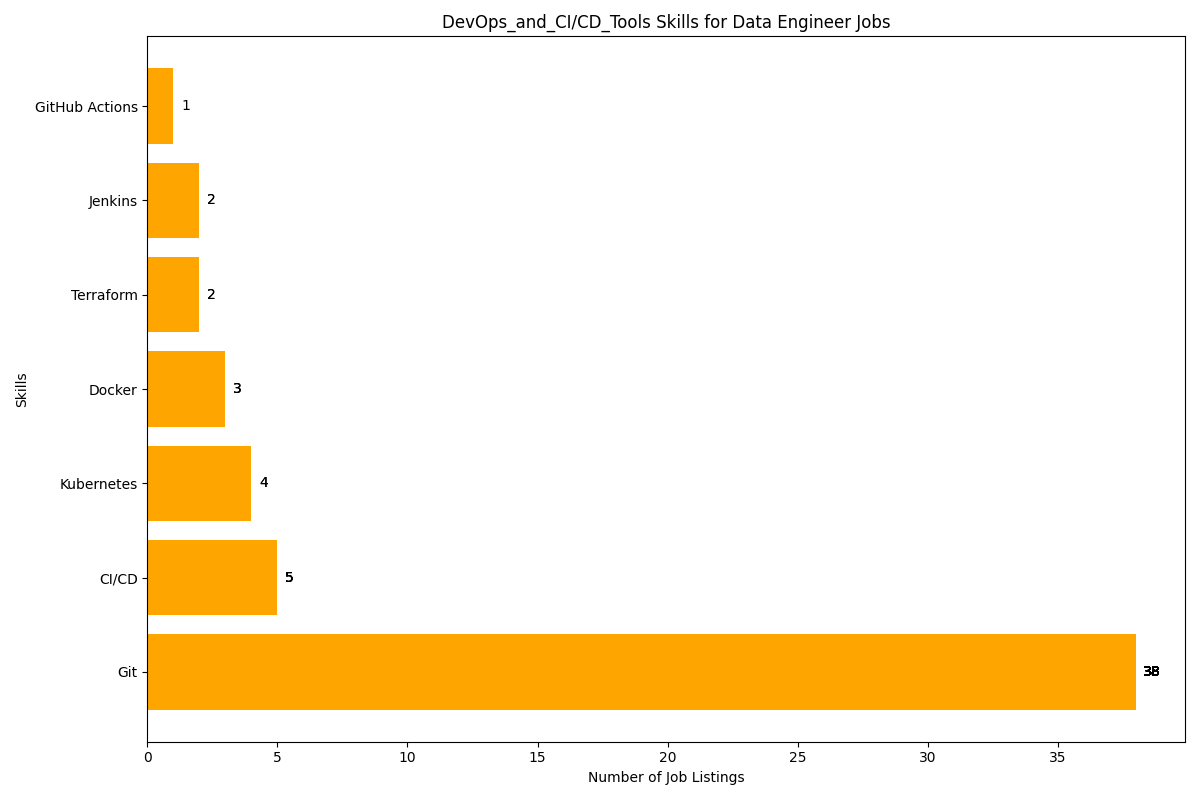 DevOps_and_CI/CD_Tools Skills for Data Engineer Jobs
GitHub Actions 1
Jenkins 2
Terraform 2
Docker 3
Kubernetes 4
CI/CD 5
Git 38
Skills
0 5 10 15 20 25 30 35
Number of Job Listings